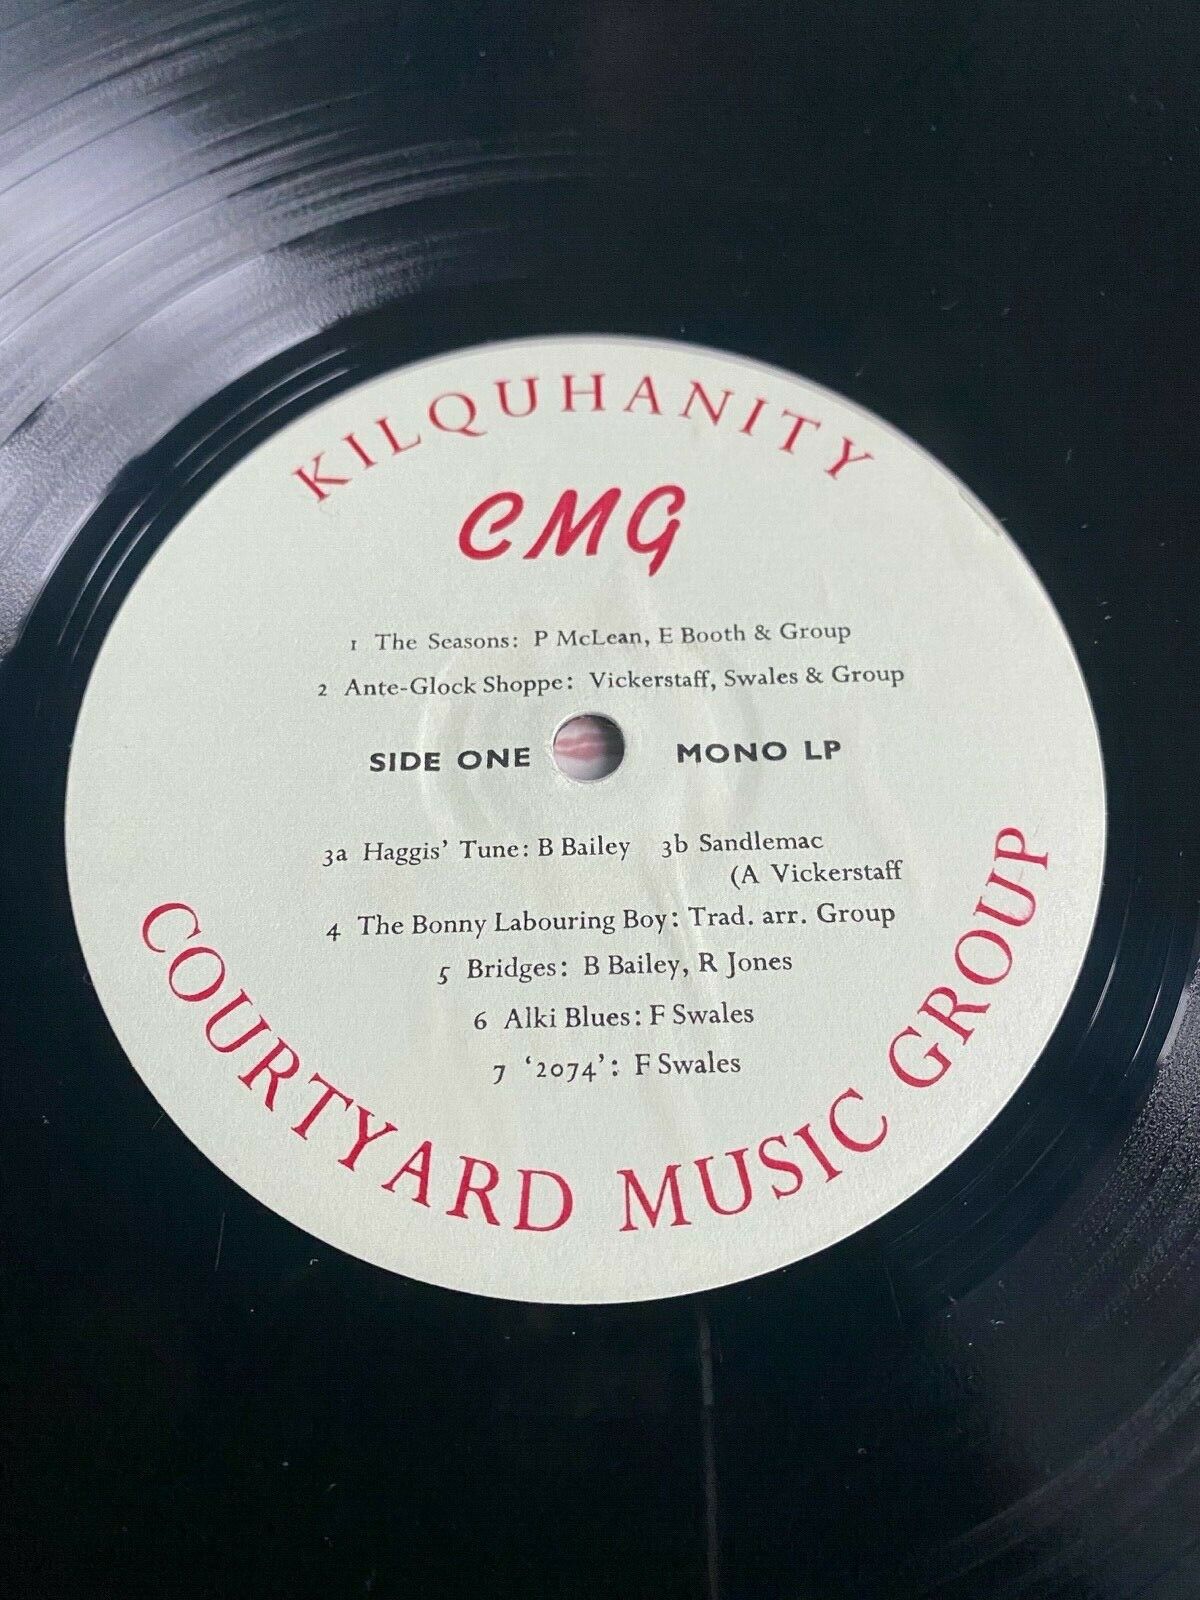 KILQUHANITY
CMG
1 The Seasons: P McLean, E Booth & Group
2 Ante-Glock Shoppe: Vickerstaff, Swales & Group
SIDE ONE MONO LP
3a Haggis’ Tune: B Bailey 3b Sandlemac
(A Vickerstaff
4 The Bonny Labouring Boy: Trad. arr. Group
5 Bridges: B Bailey, R Jones
6 Alki Blues: F Swales
7 ‘2074’: F Swales
COURTYARD MUSIC GROUP